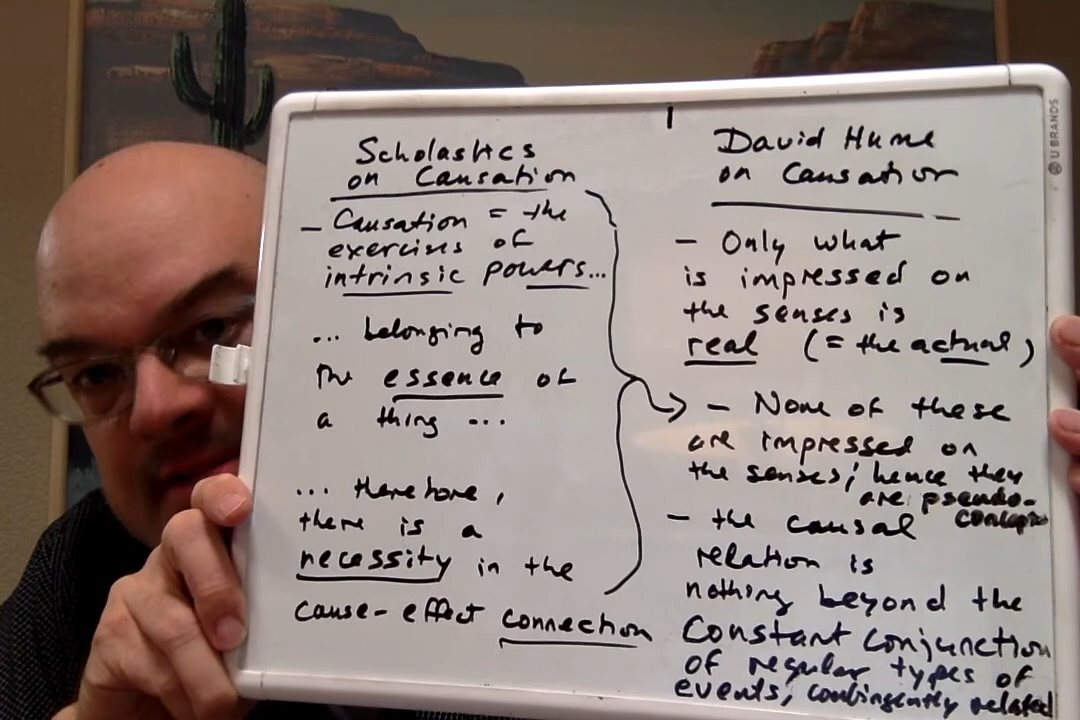 Scholastics
on Causation
– Causation = the
exercises of
intrinsic powers...
... belonging to
the essence of
a thing ...
... therefore,
there is a
necessity in the
cause-effect connection
David Hume
on Causation
– Only what
is impressed on
the senses is
real (= the actual)
– None of these
are impressed on
the senses; hence they
are pseudo-
concepts
– the causal
relation is
nothing beyond the
constant conjunction
of regular types of
events, contingently related
U BRANDS